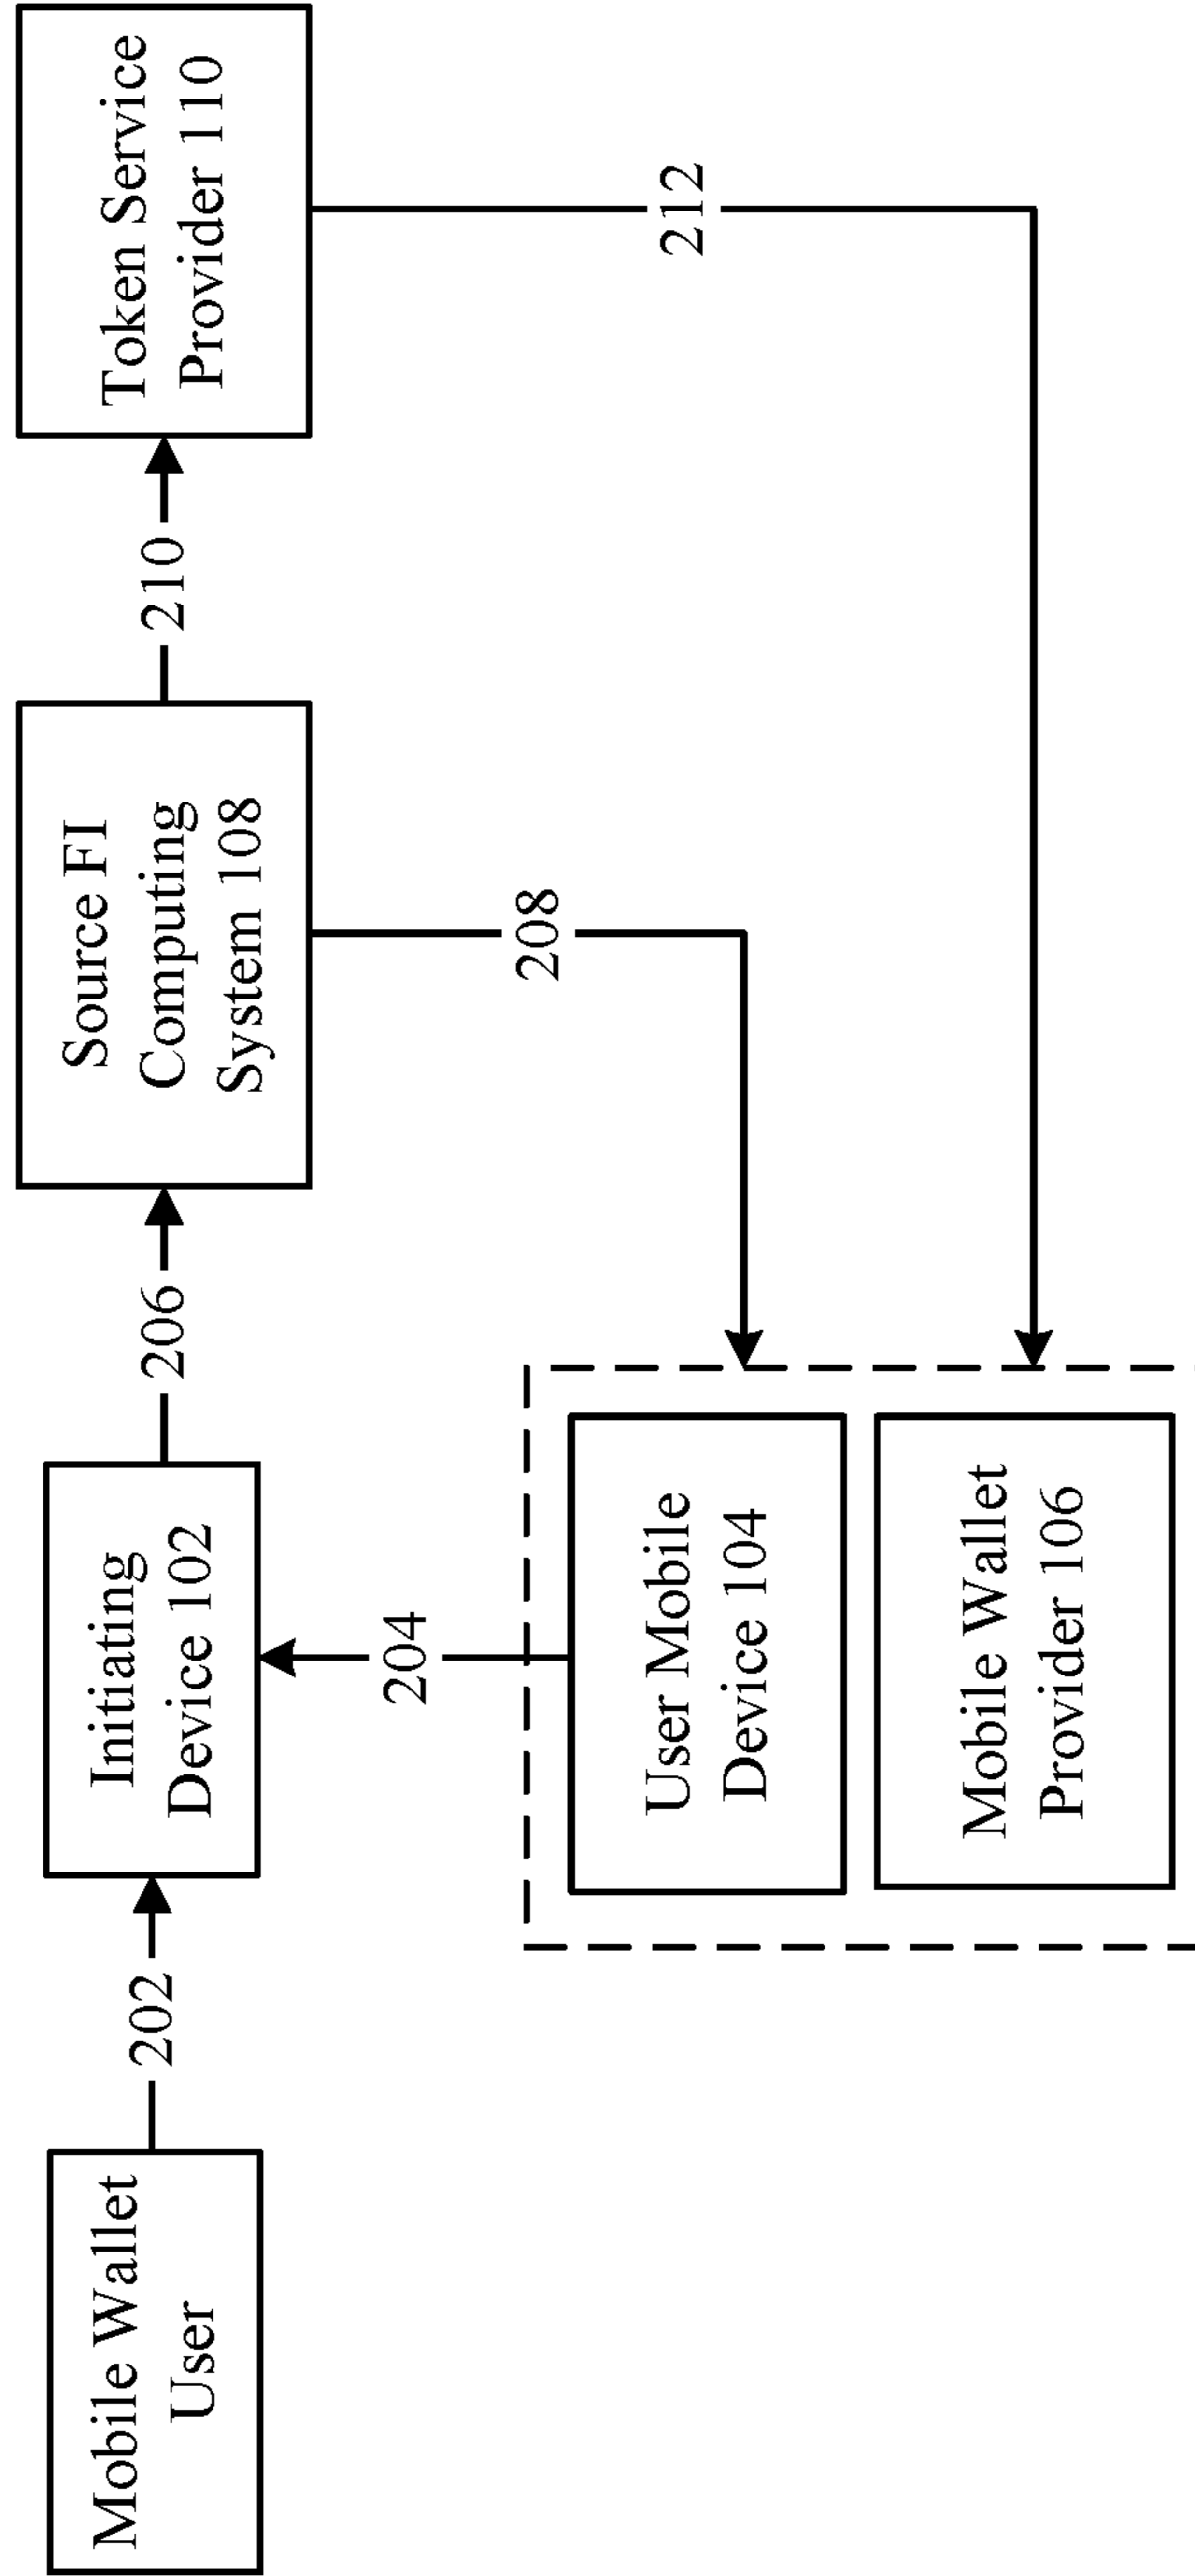 Mobile Wallet
User
202
Initiating
Device 102
206
Source FI
Computing
System 108
210
Token Service
Provider 110
204
208
212
User Mobile
Device 104
Mobile Wallet
Provider 106